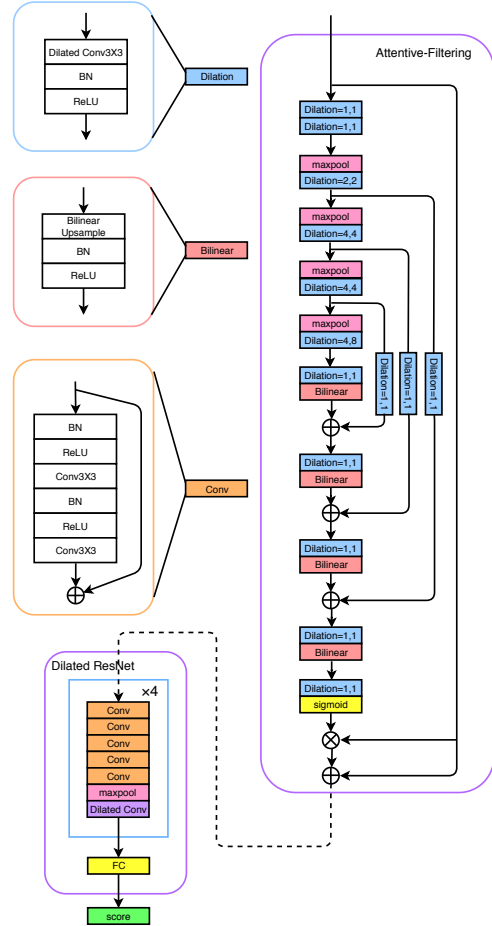 Dilated Conv3X3
BN
ReLU
Dilation
Bilinear
Upsample
BN
ReLU
Bilinear
BN
ReLU
Conv3X3
BN
ReLU
Conv3X3
Conv
Dilated ResNet
×4
Conv
Conv
Conv
Conv
Conv
maxpool
Dilated Conv
FC
score
Attentive-Filtering
Dilation=1,1
Dilation=1,1
maxpool
Dilation=2,2
maxpool
Dilation=4,4
maxpool
Dilation=4,4
maxpool
Dilation=4,8
Dilation=1,1
Bilinear
Dilation=1,1
Dilation=1,1
Dilation=1,1
Dilation=1,1
Bilinear
Dilation=1,1
Bilinear
Dilation=1,1
Bilinear
Dilation=1,1
sigmoid